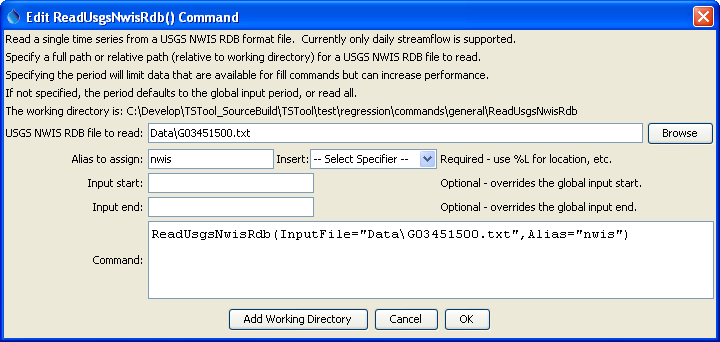 Edit ReadUsgsNwisRdb() Command
Read a single time series from a USGS NWIS RDB format file.  Currently only daily streamflow is supported.
Specify a full path or relative path (relative to working directory) for a USGS NWIS RDB file to read.
Specifying the period will limit data that are available for fill commands but can increase performance.
If not specified, the period defaults to the global input period, or read all.
The working directory is: C:\Develop\TSTool_SourceBuild\TSTool\test\regression\commands\general\ReadUsgsNwisRdb
USGS NWIS RDB file to read: Data\G03451500.txt Browse
Alias to assign: nwis Insert: -- Select Specifier -- Required - use %L for location, etc.
Input start: Optional - overrides the global input start.
Input end: Optional - overrides the global input end.
ReadUsgsNwisRdb(InputFile="Data\G03451500.txt",Alias="nwis")
Command:
Add Working Directory Cancel OK